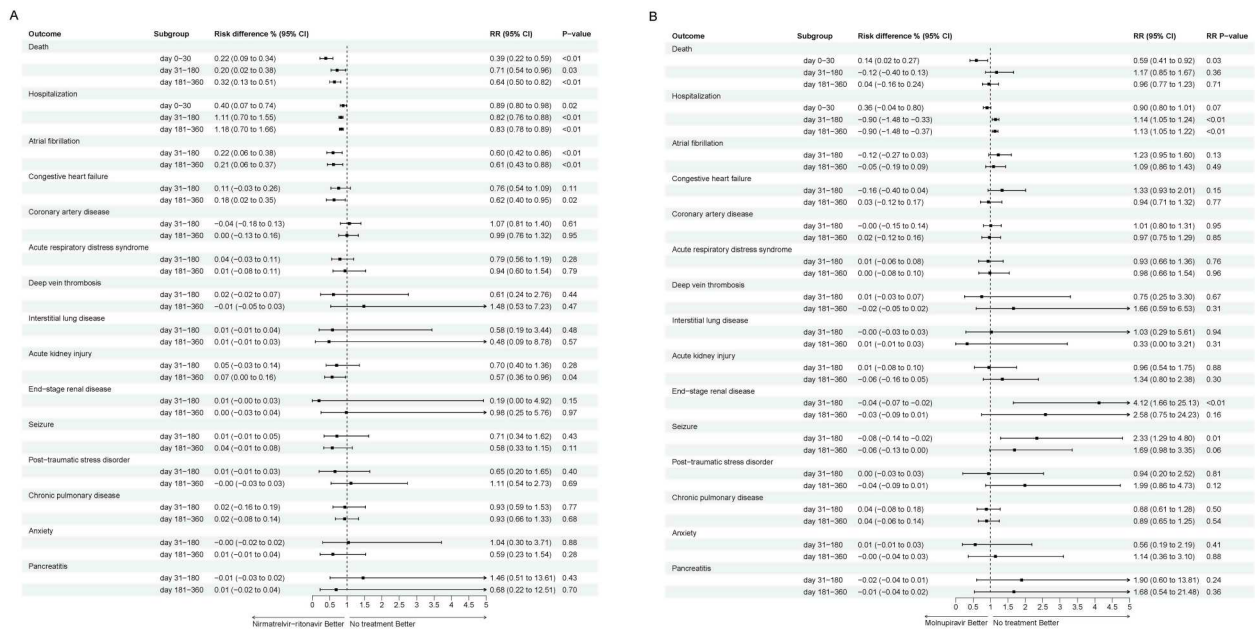 A
Outcome Subgroup Risk difference % (95% CI) RR (95% CI) P−value
Death
day 0−30 0.22 (0.09 to 0.34) 0.39 (0.22 to 0.59) <0.01
day 31−180 0.20 (0.02 to 0.38) 0.71 (0.54 to 0.96) 0.03
day 181−360 0.32 (0.13 to 0.51) 0.64 (0.50 to 0.82) <0.01
Hospitalization
day 0−30 0.40 (0.07 to 0.74) 0.89 (0.80 to 0.98) 0.02
day 31−180 1.11 (0.70 to 1.55) 0.82 (0.76 to 0.88) <0.01
day 181−360 1.18 (0.70 to 1.66) 0.83 (0.78 to 0.89) <0.01
Atrial fibrillation
day 31−180 0.22 (0.06 to 0.38) 0.60 (0.42 to 0.86) <0.01
day 181−360 0.21 (0.06 to 0.37) 0.61 (0.43 to 0.88) <0.01
Congestive heart failure
day 31−180 0.11 (−0.03 to 0.26) 0.76 (0.54 to 1.09) 0.11
day 181−360 0.18 (0.02 to 0.35) 0.62 (0.40 to 0.95) 0.02
Coronary artery disease
day 31−180 −0.04 (−0.18 to 0.13) 1.07 (0.81 to 1.40) 0.61
day 181−360 0.00 (−0.13 to 0.16) 0.99 (0.76 to 1.32) 0.95
Acute respiratory distress syndrome
day 31−180 0.04 (−0.03 to 0.11) 0.79 (0.56 to 1.19) 0.28
day 181−360 0.01 (−0.08 to 0.11) 0.94 (0.60 to 1.54) 0.79
Deep vein thrombosis
day 31−180 0.02 (−0.02 to 0.07) 0.61 (0.24 to 2.76) 0.44
day 181−360 −0.01 (−0.05 to 0.03) 1.48 (0.53 to 7.23) 0.47
Interstitial lung disease
day 31−180 0.01 (−0.01 to 0.04) 0.58 (0.19 to 3.44) 0.48
day 181−360 0.01 (−0.01 to 0.03) 0.48 (0.09 to 8.78) 0.57
Acute kidney injury
day 31−180 0.05 (−0.03 to 0.14) 0.70 (0.40 to 1.36) 0.28
day 181−360 0.07 (0.00 to 0.16) 0.57 (0.36 to 0.96) 0.04
End−stage renal disease
day 31−180 0.01 (−0.00 to 0.03) 0.19 (0.00 to 4.92) 0.15
day 181−360 0.00 (−0.03 to 0.04) 0.98 (0.25 to 5.76) 0.97
Seizure
day 31−180 0.01 (−0.01 to 0.05) 0.71 (0.34 to 1.62) 0.43
day 181−360 0.04 (−0.01 to 0.08) 0.58 (0.33 to 1.15) 0.11
Post−traumatic stress disorder
day 31−180 0.01 (−0.01 to 0.03) 0.65 (0.20 to 1.65) 0.40
day 181−360 −0.00 (−0.03 to 0.03) 1.11 (0.54 to 2.73) 0.69
Chronic pulmonary disease
day 31−180 0.02 (−0.16 to 0.19) 0.93 (0.59 to 1.53) 0.77
day 181−360 0.02 (−0.08 to 0.14) 0.93 (0.66 to 1.33) 0.68
Anxiety
day 31−180 −0.00 (−0.02 to 0.02) 1.04 (0.30 to 3.71) 0.88
day 181−360 0.01 (−0.01 to 0.04) 0.59 (0.23 to 1.54) 0.28
Pancreatitis
day 31−180 −0.01 (−0.03 to 0.02) 1.46 (0.51 to 13.61) 0.43
day 181−360 0.01 (−0.02 to 0.04) 0.68 (0.22 to 12.51) 0.70
0 0.5 1 1.5 2 2.5 3 3.5 4 4.5 5
Nirmatrelvir−ritonavir Better No treatment Better
B
Outcome Subgroup Risk difference % (95% CI) RR (95% CI) RR P−value
Death
day 0−30 0.14 (0.02 to 0.27) 0.59 (0.41 to 0.92) 0.03
day 31−180 −0.12 (−0.40 to 0.13) 1.17 (0.85 to 1.67) 0.36
day 181−360 0.04 (−0.16 to 0.24) 0.96 (0.77 to 1.23) 0.71
Hospitalization
day 0−30 0.36 (−0.04 to 0.80) 0.90 (0.80 to 1.01) 0.07
day 31−180 −0.90 (−1.48 to −0.33) 1.14 (1.05 to 1.24) <0.01
day 181−360 −0.90 (−1.48 to −0.37) 1.13 (1.05 to 1.22) <0.01
Atrial fibrillation
day 31−180 −0.12 (−0.27 to 0.03) 1.23 (0.95 to 1.60) 0.13
day 181−360 −0.05 (−0.19 to 0.09) 1.09 (0.86 to 1.43) 0.49
Congestive heart failure
day 31−180 −0.16 (−0.40 to 0.04) 1.33 (0.93 to 2.01) 0.15
day 181−360 0.03 (−0.12 to 0.17) 0.94 (0.71 to 1.32) 0.77
Coronary artery disease
day 31−180 −0.00 (−0.15 to 0.14) 1.01 (0.80 to 1.31) 0.95
day 181−360 0.02 (−0.12 to 0.16) 0.97 (0.75 to 1.29) 0.85
Acute respiratory distress syndrome
day 31−180 0.01 (−0.06 to 0.08) 0.93 (0.66 to 1.36) 0.76
day 181−360 0.00 (−0.08 to 0.10) 0.98 (0.66 to 1.54) 0.96
Deep vein thrombosis
day 31−180 0.01 (−0.03 to 0.07) 0.75 (0.25 to 3.30) 0.67
day 181−360 −0.02 (−0.05 to 0.02) 1.66 (0.59 to 6.53) 0.31
Interstitial lung disease
day 31−180 −0.00 (−0.03 to 0.03) 1.03 (0.29 to 5.61) 0.94
day 181−360 0.01 (−0.01 to 0.03) 0.33 (0.00 to 3.21) 0.31
Acute kidney injury
day 31−180 0.01 (−0.08 to 0.10) 0.96 (0.54 to 1.75) 0.88
day 181−360 −0.06 (−0.16 to 0.05) 1.34 (0.80 to 2.38) 0.30
End−stage renal disease
day 31−180 −0.04 (−0.07 to −0.02) 4.12 (1.66 to 25.13) <0.01
day 181−360 −0.03 (−0.09 to 0.01) 2.58 (0.75 to 24.23) 0.16
Seizure
day 31−180 −0.08 (−0.14 to −0.02) 2.33 (1.29 to 4.80) 0.01
day 181−360 −0.06 (−0.13 to 0.00) 1.69 (0.98 to 3.35) 0.06
Post−traumatic stress disorder
day 31−180 0.00 (−0.03 to 0.03) 0.94 (0.20 to 2.52) 0.81
day 181−360 −0.04 (−0.09 to 0.01) 1.99 (0.86 to 4.73) 0.12
Chronic pulmonary disease
day 31−180 0.04 (−0.08 to 0.18) 0.88 (0.61 to 1.28) 0.50
day 181−360 0.04 (−0.06 to 0.14) 0.89 (0.65 to 1.25) 0.54
Anxiety
day 31−180 0.01 (−0.01 to 0.03) 0.56 (0.19 to 2.19) 0.41
day 181−360 −0.00 (−0.04 to 0.03) 1.14 (0.36 to 3.10) 0.88
Pancreatitis
day 31−180 −0.02 (−0.04 to 0.01) 1.90 (0.60 to 13.81) 0.24
day 181−360 −0.01 (−0.04 to 0.02) 1.68 (0.54 to 21.48) 0.36
0 0.5 1 1.5 2 2.5 3 3.5 4 4.5 5
Molnupiravir Better No treatment Better